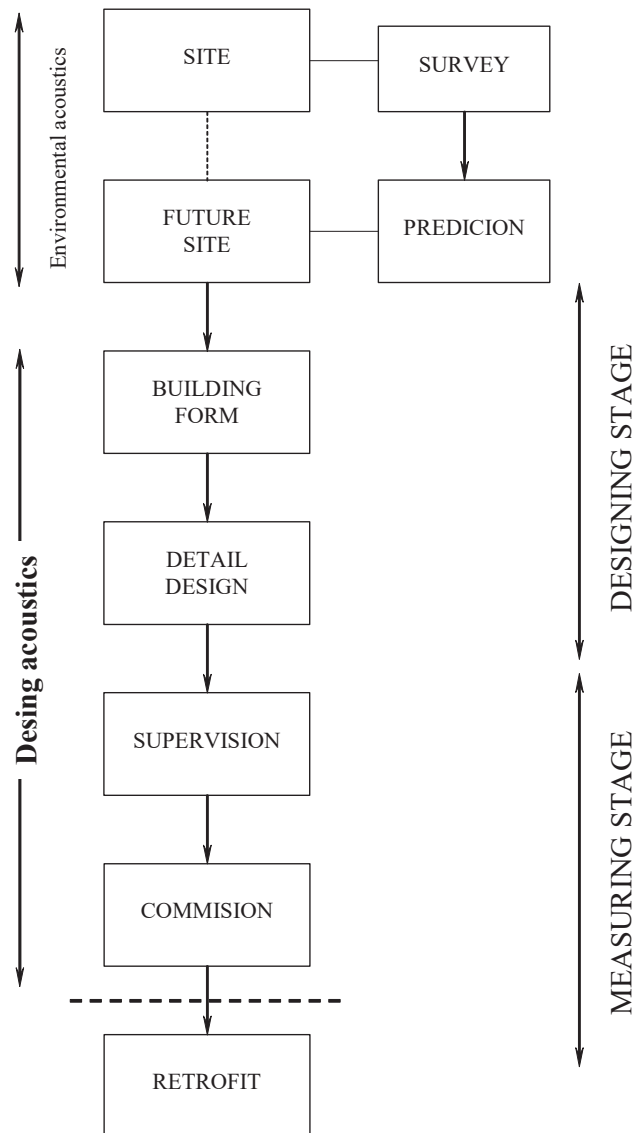 SITE
SURVEY
Environmental acoustics
FUTURE
SITE
PREDICION
BUILDING
FORM
DESIGNING STAGE
DETAIL
DESIGN
Desing acoustics
SUPERVISION
COMMISION
MEASURING STAGE
RETROFIT